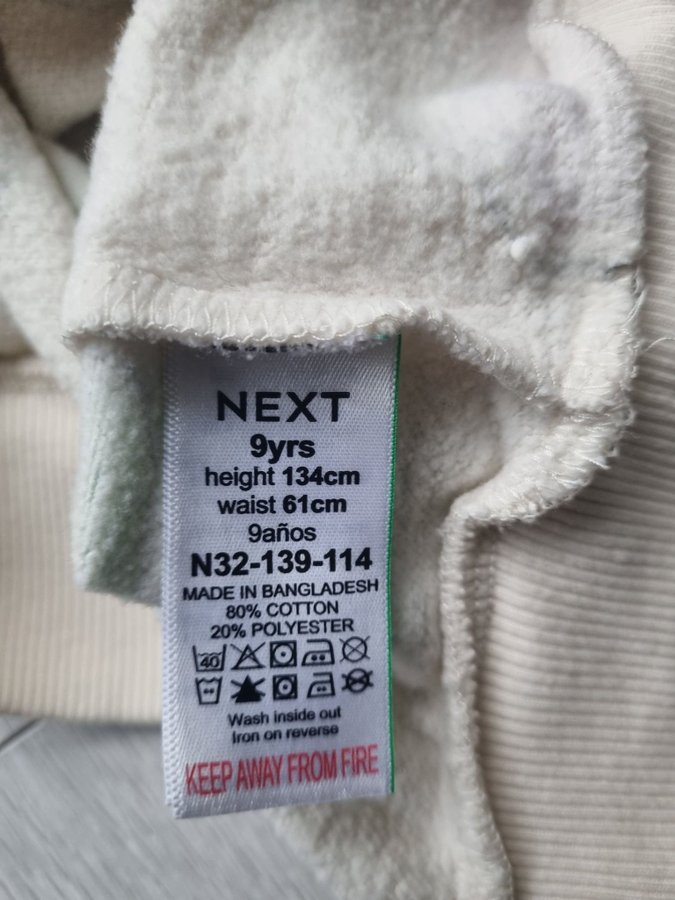 NEXT
9yrs
height 134cm
waist 61cm
9años
N32-139-114
MADE IN BANGLADESH
80% COTTON
20% POLYESTER
40
Wash inside out
Iron on reverse
KEEP AWAY FROM FIRE